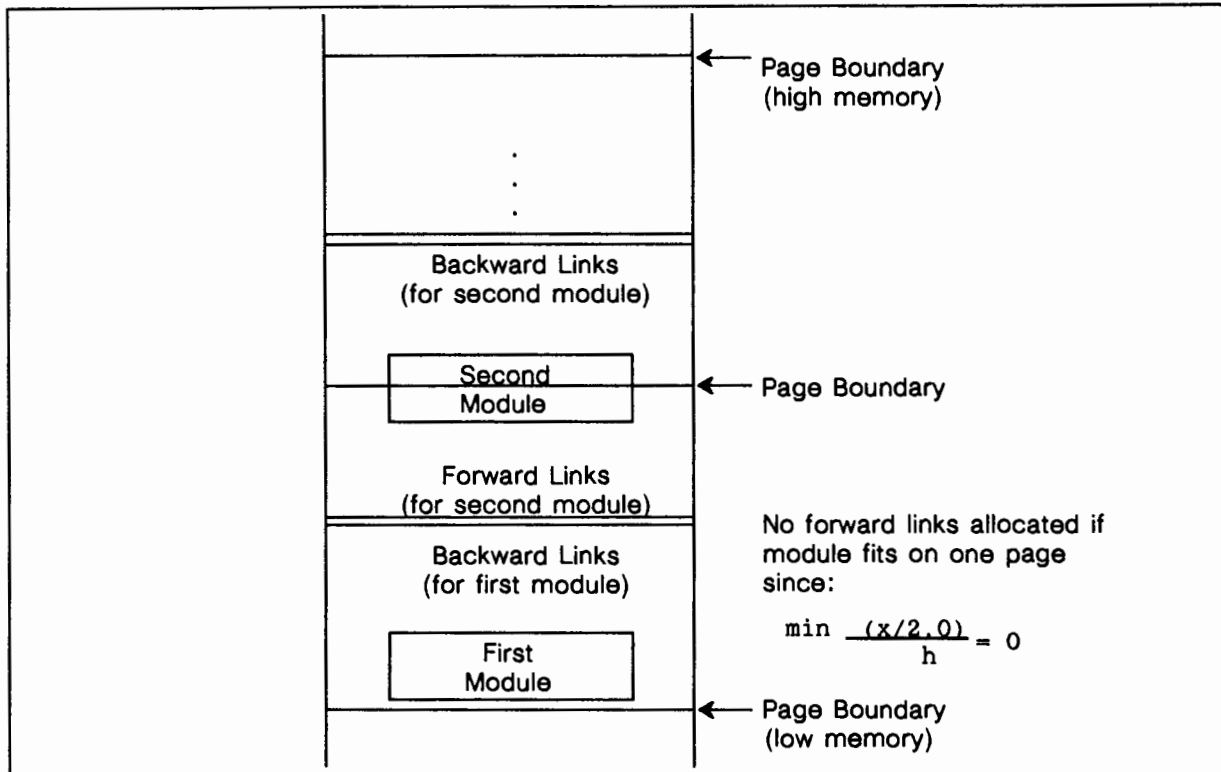 Page Boundary
(high memory)
.
.
.
Backward Links
(for second module)
Second
Module
Page Boundary
Forward Links
(for second module)
Backward Links
(for first module)
No forward links allocated if
module fits on one page
since:
min (x/2.0)
h = 0
First
Module
Page Boundary
(low memory)